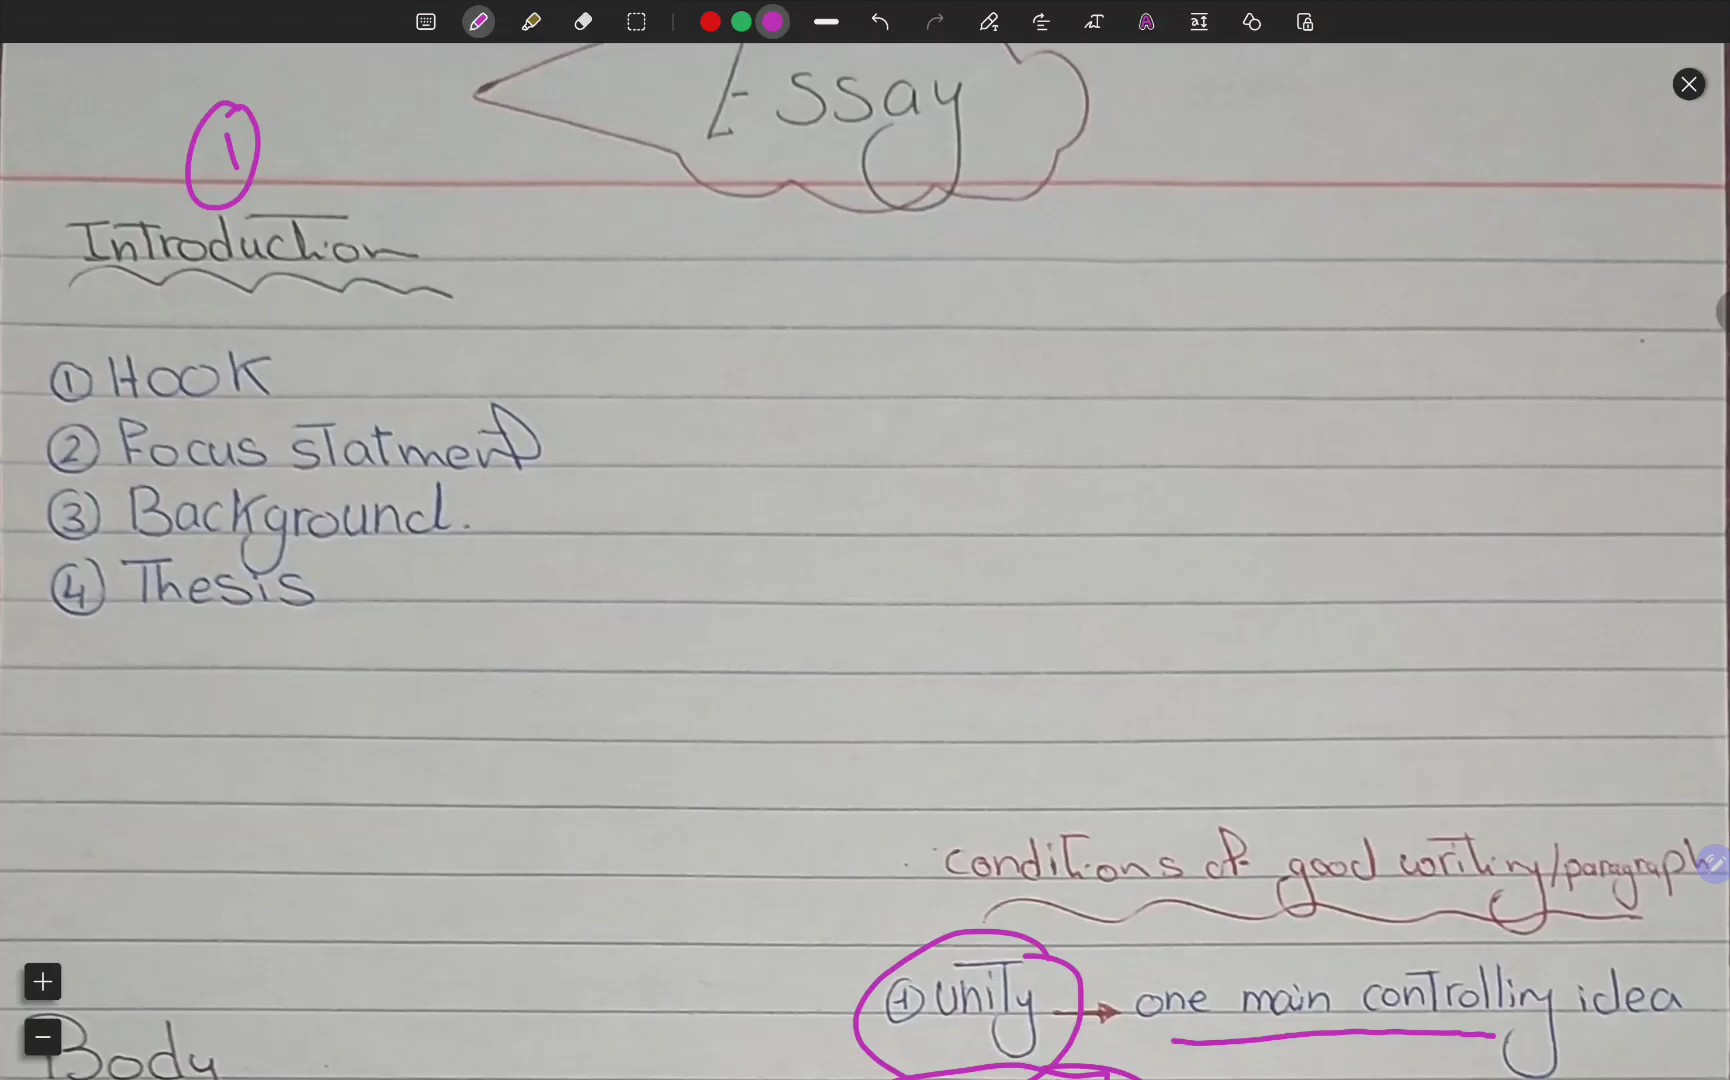 Essay
1
Introduction
① Hook
② Focus statment
③ Background.
④ Thesis
conditions of good writing/paragraph
① unity → one main controlling idea
Body